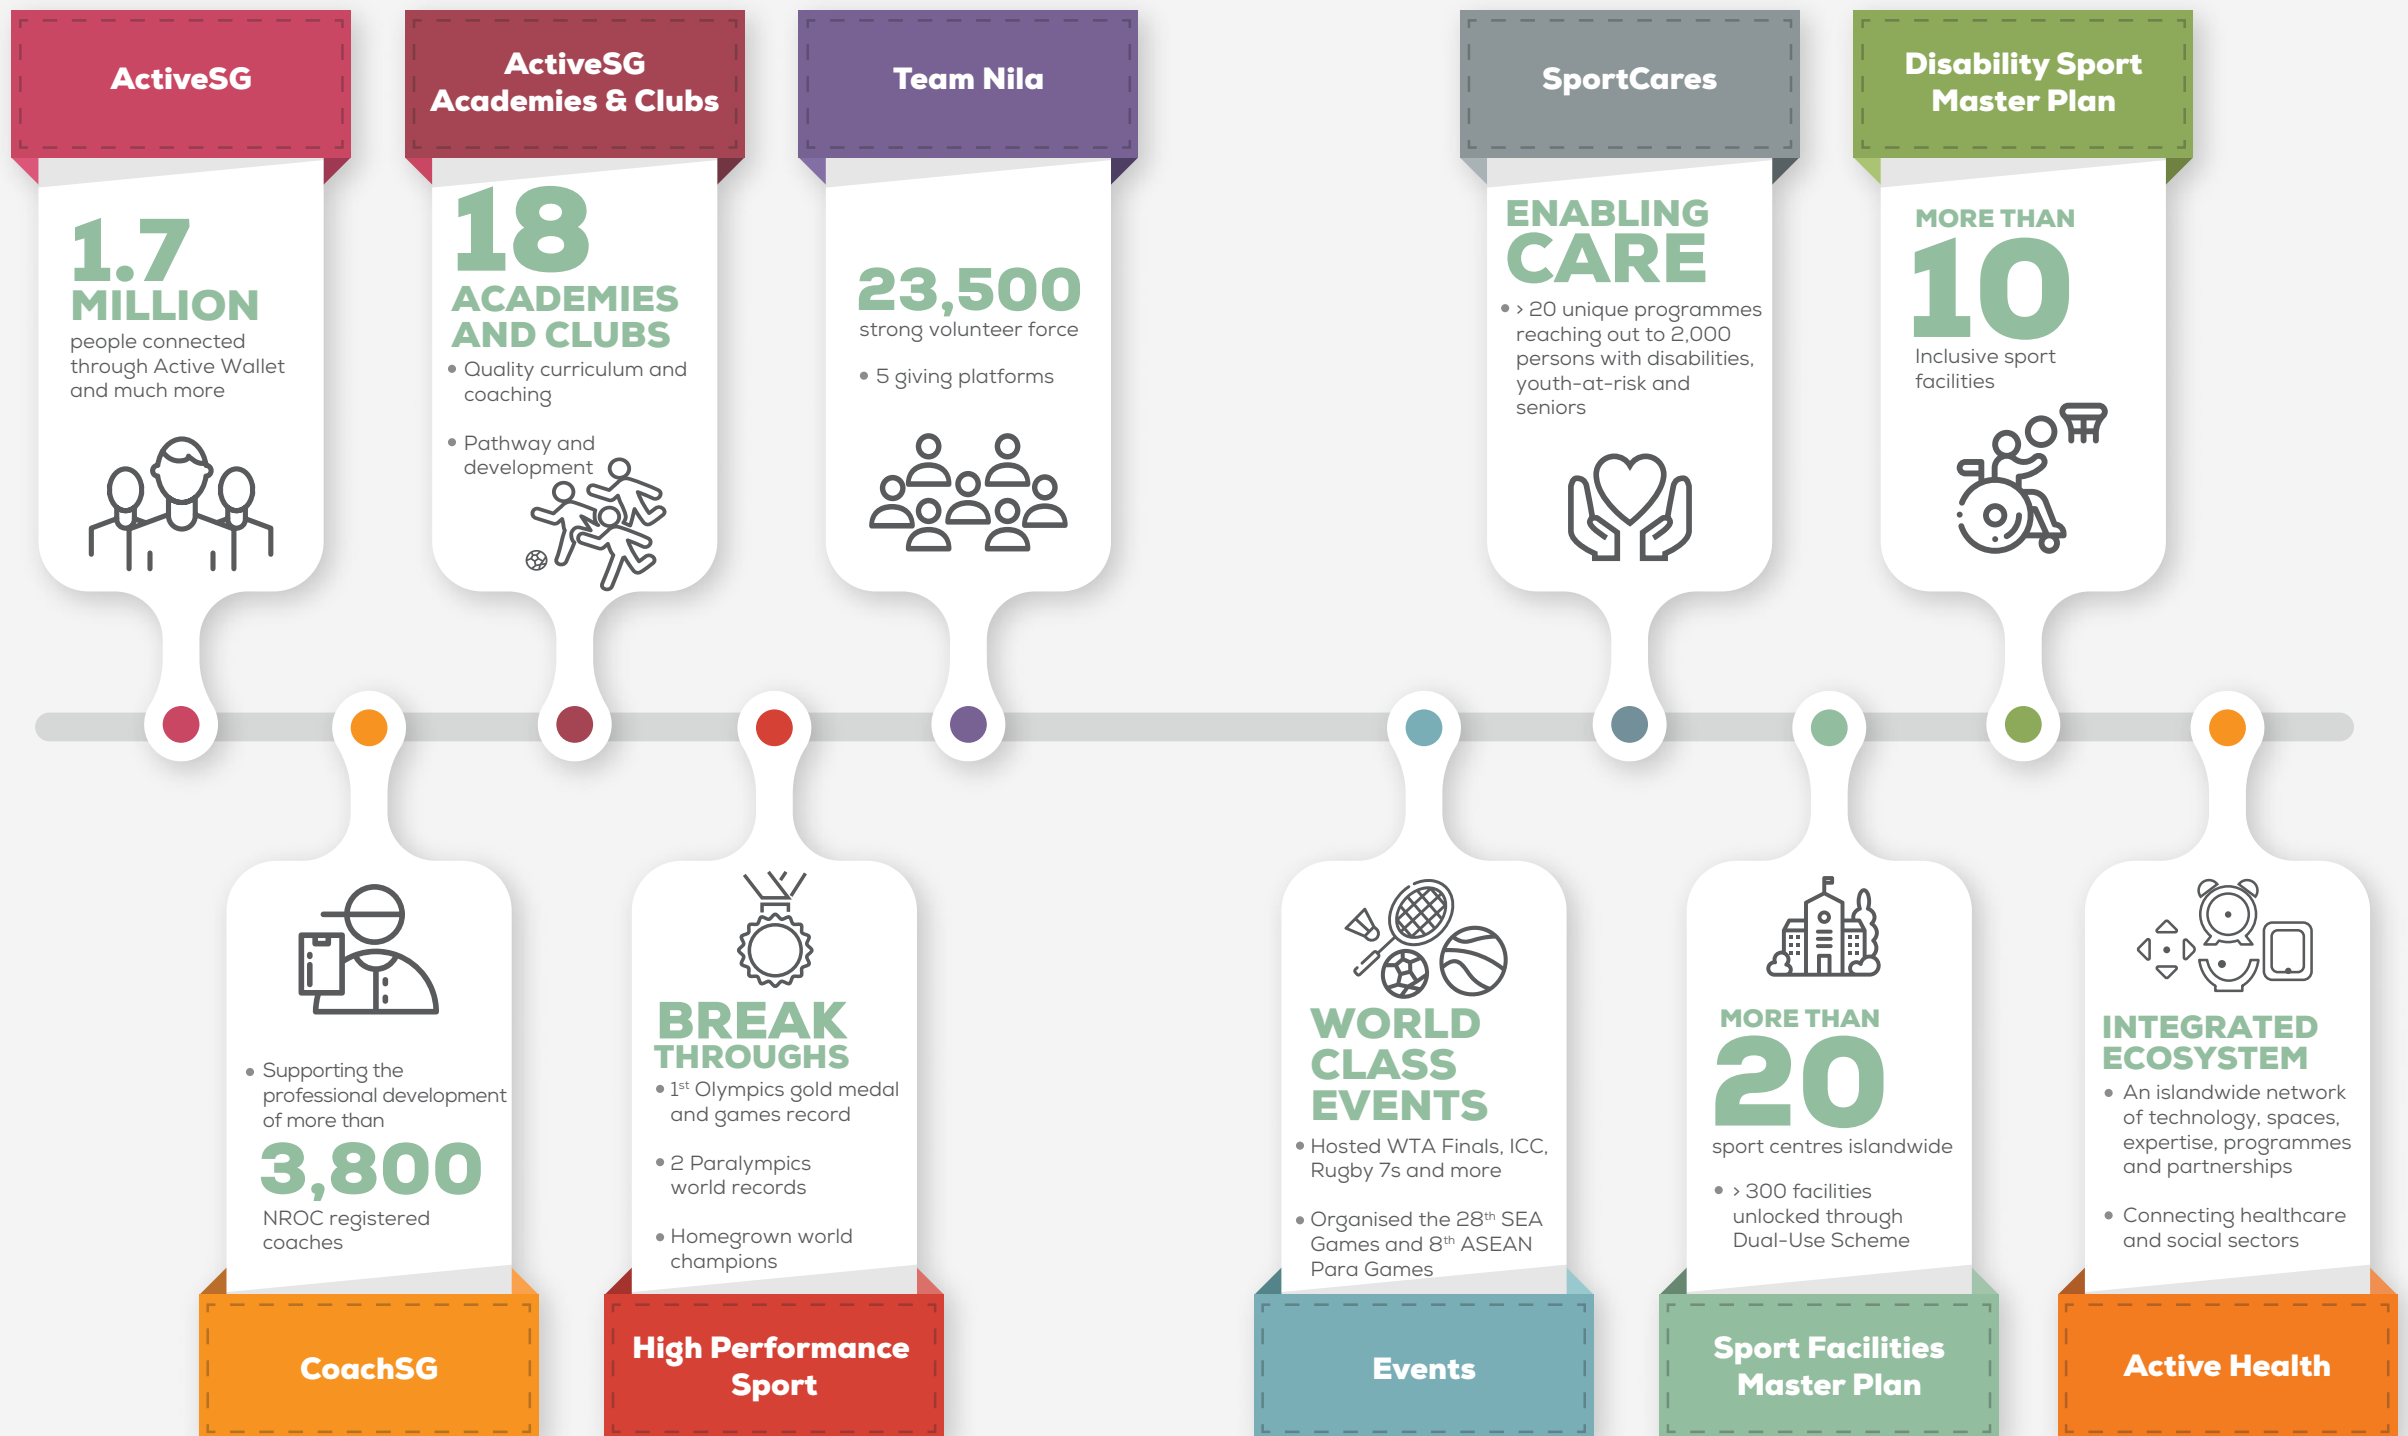 ActiveSG
1.7
MILLION
people connected
through Active Wallet
and much more
ActiveSG
Academies & Clubs
18
ACADEMIES
AND CLUBS
• Quality curriculum and
coaching
• Pathway and
development
Team Nila
23,500
strong volunteer force
• 5 giving platforms
SportCares
ENABLING
CARE
• > 20 unique programmes
reaching out to 2,000
persons with disabilities,
youth-at-risk and
seniors
Disability Sport
Master Plan
MORE THAN
10
Inclusive sport
facilities
• Supporting the
professional development
of more than
3,800
NROC registered
coaches
CoachSG
BREAK
THROUGHS
• 1st Olympics gold medal
and games record
• 2 Paralympics
world records
• Homegrown world
champions
High Performance
Sport
WORLD
CLASS
EVENTS
• Hosted WTA Finals, ICC,
Rugby 7s and more
• Organised the 28th SEA
Games and 8th ASEAN
Para Games
Events
MORE THAN
20
sport centres islandwide
• > 300 facilities
unlocked through
Dual-Use Scheme
Sport Facilities
Master Plan
INTEGRATED
ECOSYSTEM
• An islandwide network
of technology, spaces,
expertise, programmes
and partnerships
• Connecting healthcare
and social sectors
Active Health